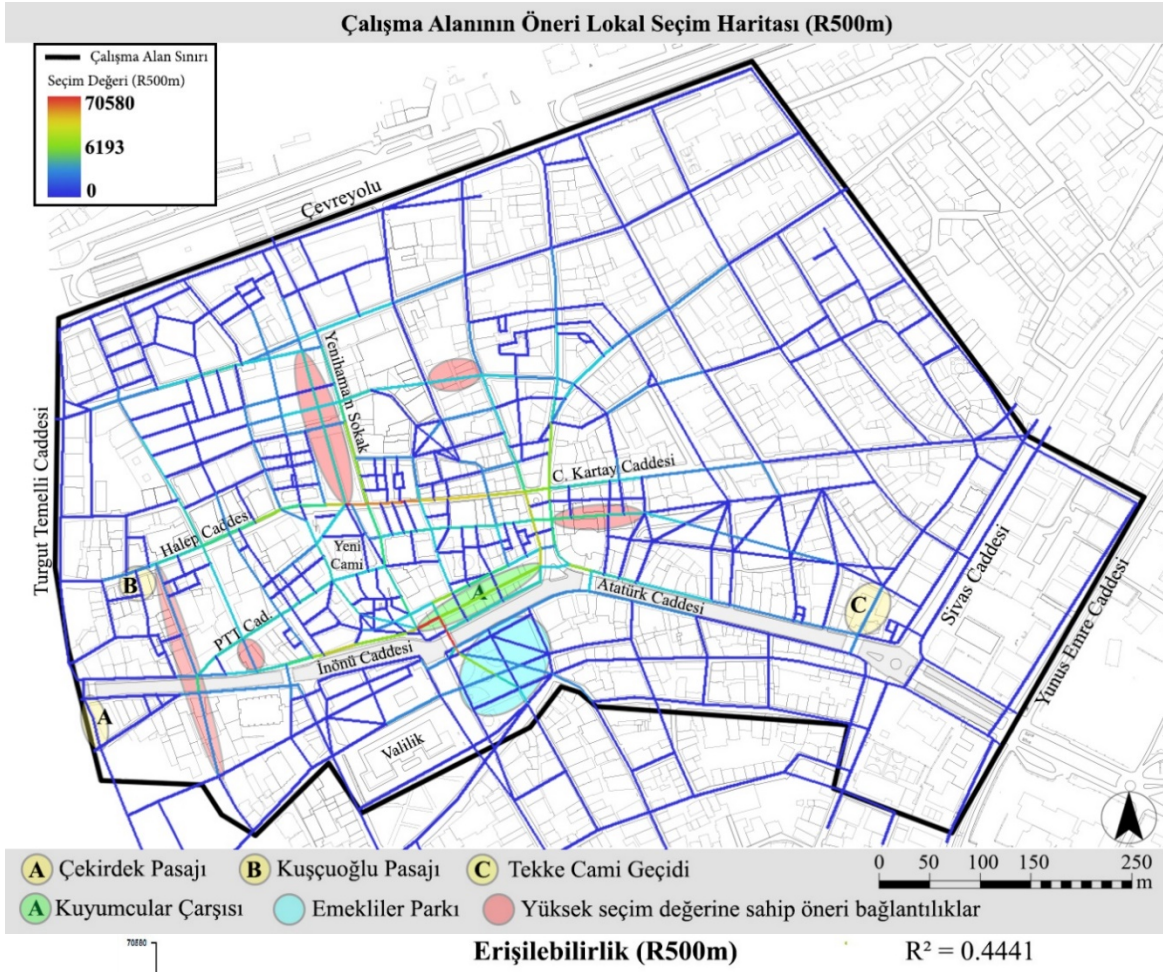 Çalışma Alanının Öneri Lokal Seçim Haritası (R500m)
Çalışma Alan Sınırı
Seçim Değeri (R500m)
70580
6193
0
Çevreyolu
Turgut Temelli Caddesi
Yenihamam Sokak
C. Kartay Caddesi
Halep Caddes
Yeni
Cami
B
A
C
PTT Cad.
Atatürk Caddesi
İnönü Caddesi
Sivas Caddesi
Yunus Emre Caddesi
A
Valilik
A Çekirdek Pasajı B Kuşçuoğlu Pasajı C Tekke Cami Geçidi
0 50 100 150 250
m
A Kuyumcular Çarşısı Emekliler Parkı Yüksek seçim değerine sahip öneri bağlantılıklar
70580 Erişilebilirlik (R500m) R² = 0.4441